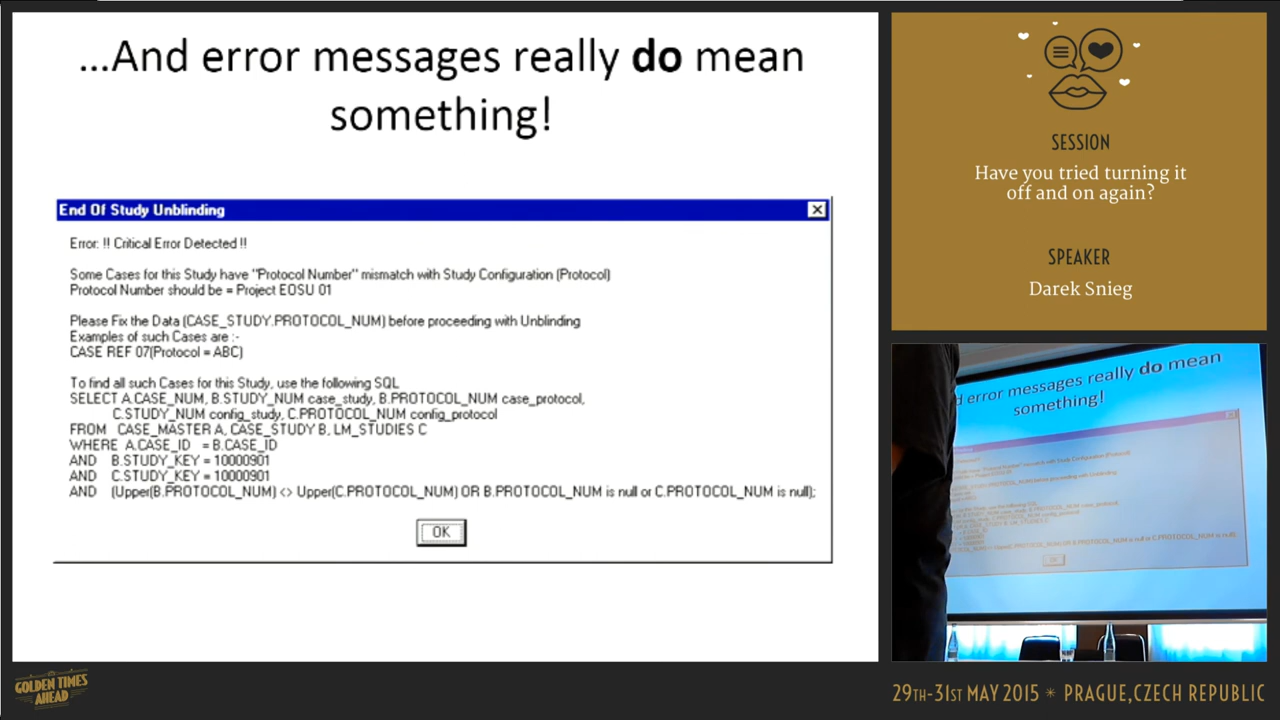 ...And error messages really do mean
something!
End Of Study Unblinding
Error: !! Critical Error Detected !!
Some Cases for this Study have "Protocol Number" mismatch with Study Configuration (Protocol)
Protocol Number should be = Project EOSU 01
Please Fix the Data (CASE_STUDY.PROTOCOL_NUM) before proceeding with Unblinding
Examples of such Cases are :-
CASE REF 07(Protocol = ABC)
To find all such Cases for this Study, use the following SQL
SELECT A.CASE_NUM, B.STUDY_NUM case_study, B.PROTOCOL_NUM case_protocol,
C.STUDY_NUM config_study, C.PROTOCOL_NUM config_protocol
FROM CASE_MASTER A, CASE_STUDY B, LM_STUDIES C
WHERE A.CASE_ID = B.CASE_ID
AND B.STUDY_KEY = 10000901
AND C.STUDY_KEY = 10000901
AND (Upper(B.PROTOCOL_NUM) <> Upper(C.PROTOCOL_NUM) OR B.PROTOCOL_NUM is null or C.PROTOCOL_NUM is null);
OK
SESSION
Have you tried turning it
off and on again?
SPEAKER
Darek Snieg
error messages really do mean
something!
GOLDEN TIMES
AHEAD
29TH-31ST MAY 2015 * PRAGUE,CZECH REPUBLIC